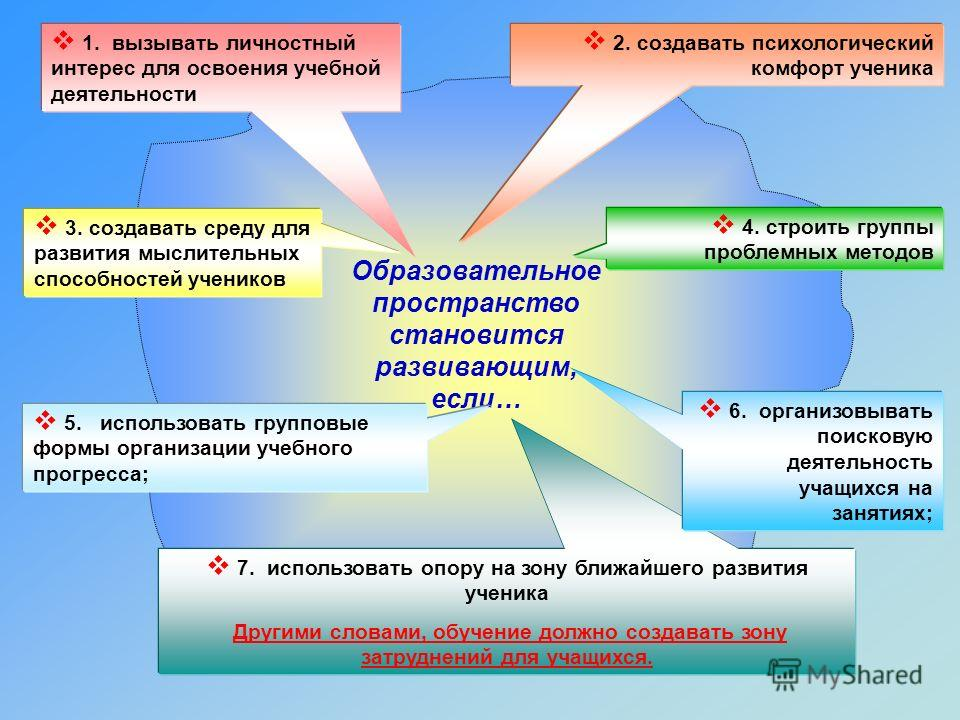 ❖ 1. вызывать личностный
интерес для освоения учебной
деятельности
❖ 2. создавать психологический
комфорт ученика
❖ 3. создавать среду для
развития мыслительных
способностей учеников
❖ 4. строить группы
проблемных методов
Образовательное
пространство
становится
развивающим,
если…
❖ 5. использовать групповые
формы организации учебного
прогресса;
❖ 6. организовывать
поисковую
деятельность
учащихся на
занятиях;
❖ 7. использовать опору на зону ближайшего развития
ученика
Другими словами, обучение должно создавать зону
затруднений для учащихся.
MyShared